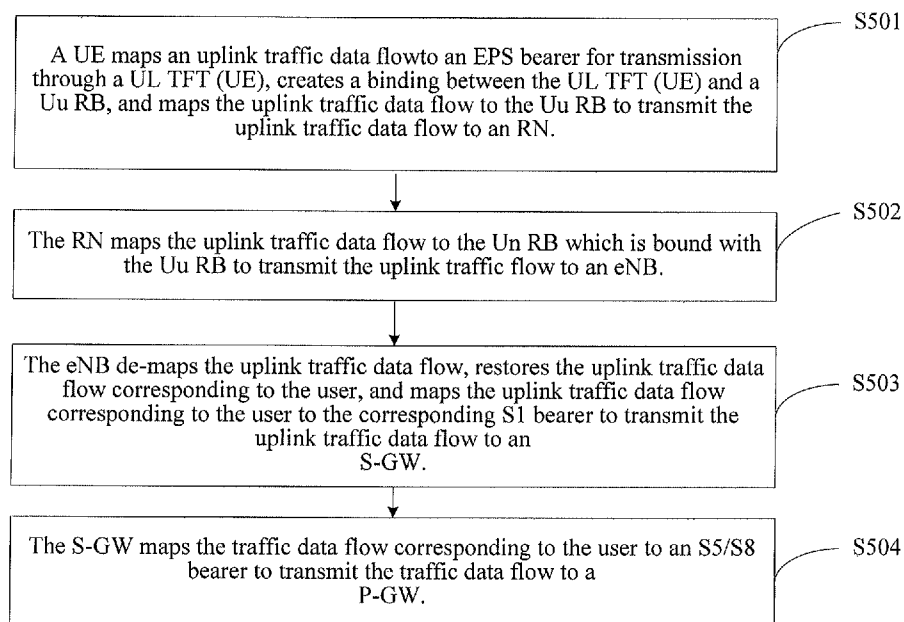 S501
A UE maps an uplink traffic data flowto an EPS bearer for transmission
through a UL TFT (UE), creates a binding between the UL TFT (UE) and a
Uu RB, and maps the uplink traffic data flow to the Uu RB to transmit the
uplink traffic data flow to an RN.
S502
The RN maps the uplink traffic data flow to the Un RB which is bound with
the Uu RB to transmit the uplink traffic flow to an eNB.
S503
The eNB de-maps the uplink traffic data flow, restores the uplink traffic data
flow corresponding to the user, and maps the uplink traffic data flow
corresponding to the user to the corresponding S1 bearer to transmit the
uplink traffic data flow to an
S-GW.
S504
The S-GW maps the traffic data flow corresponding to the user to an S5/S8
bearer to transmit the traffic data flow to a
P-GW.